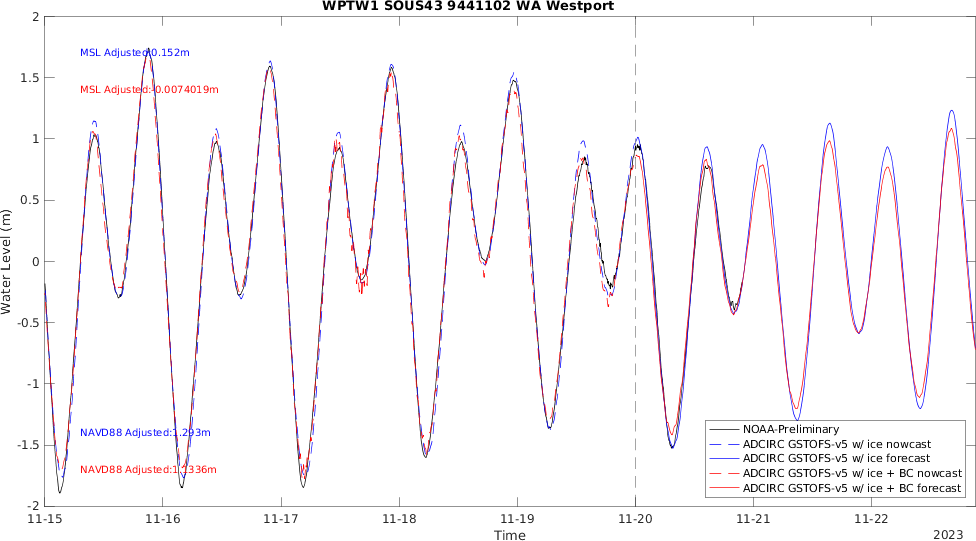 WPTW1 SOUS43 9441102 WA Westport
2
1.5
1
0.5
0
-0.5
-1
-1.5
-2
Water Level (m)
MSL Adjusted:0.152m
MSL Adjusted:-0.0074019m
NAVD88 Adjusted:1.293m
NAVD88 Adjusted:1.1336m
NOAA-Preliminary
ADCIRC GSTOFS-v5 w/ ice nowcast
ADCIRC GSTOFS-v5 w/ ice forecast
ADCIRC GSTOFS-v5 w/ ice + BC nowcast
ADCIRC GSTOFS-v5 w/ ice + BC forecast
11-15 11-16 11-17 11-18 11-19 11-20 11-21 11-22
Time
2023